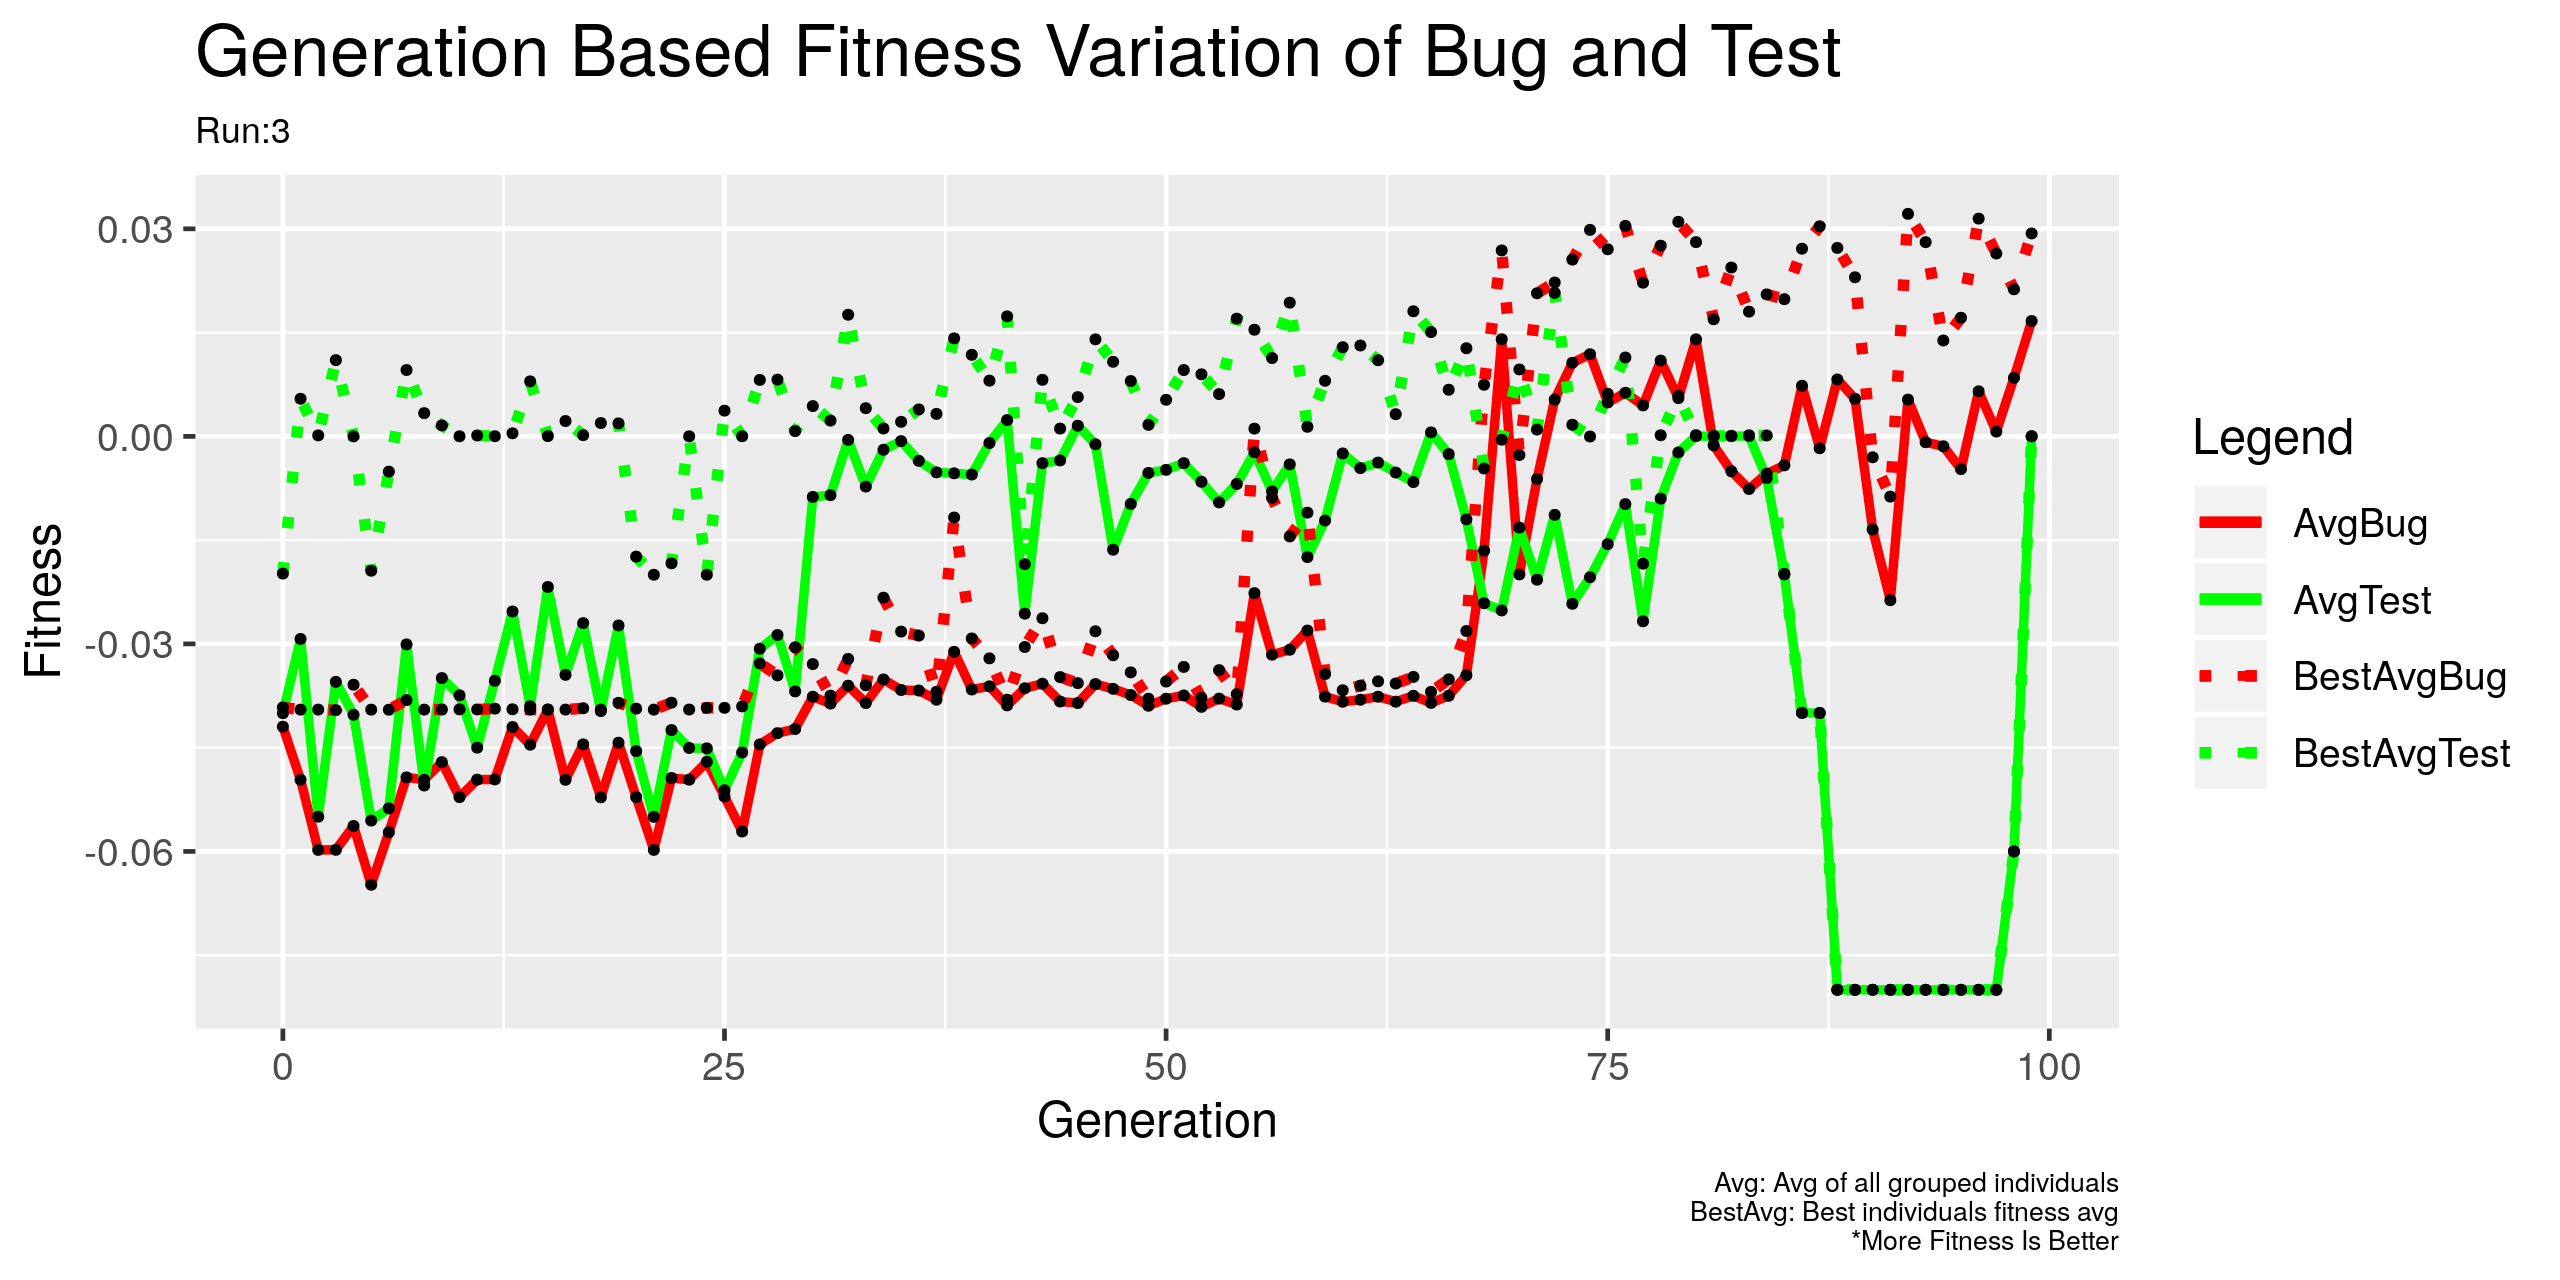 Generation Based Fitness Variation of Bug and Test
Run:3
Fitness
0.03
0.00
-0.03
-0.06
0 25 50 75 100
Generation
Legend
AvgBug
AvgTest
BestAvgBug
BestAvgTest
Avg: Avg of all grouped individuals
BestAvg: Best individuals fitness avg
*More Fitness Is Better